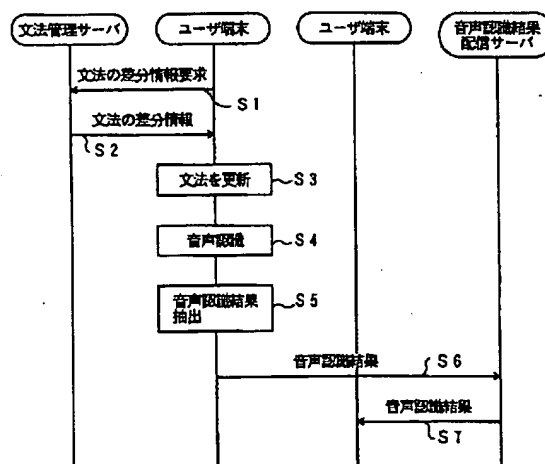 文法管理サーバ
ユーザ端末
ユーザ端末
音声認識結果
配信サーバ
文法の差分情報要求
S1
文法の差分情報
S2
文法を更新
S3
音声認識
S4
音声認識結果
抽出
S5
音声認識結果
S6
音声認識結果
S7